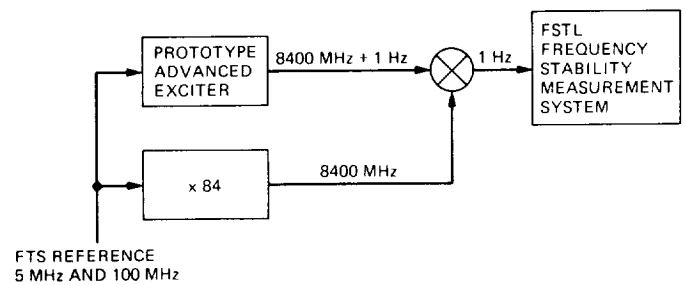 PROTOTYPE
ADVANCED
EXCITER
8400 MHz + 1 Hz
1 Hz
FSTL
FREQUENCY
STABILITY
MEASUREMENT
SYSTEM
x 84
8400 MHz
FTS REFERENCE
5 MHz AND 100 MHz